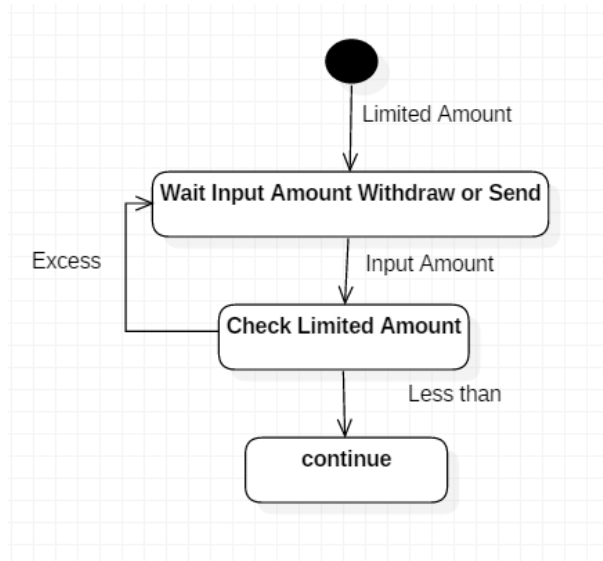 Limited Amount
Wait Input Amount Withdraw or Send
Excess
Input Amount
Check Limited Amount
Less than
continue